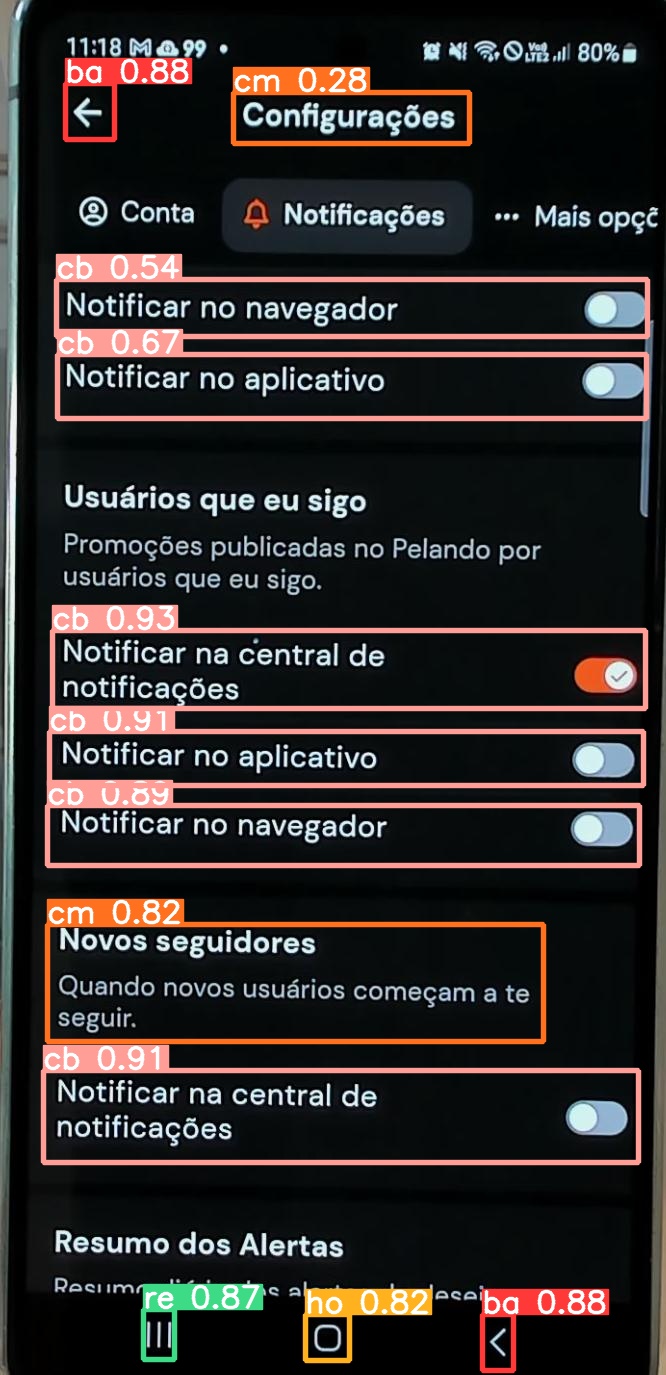 11:18 99 80%
ba 0.88
cm 0.28
Configurações
Conta Notificações Mais opçõ
cb 0.54
Notificar no navegador
cb 0.67
Notificar no aplicativo
Usuários que eu sigo
Promoções publicadas no Pelando por
usuários que eu sigo.
cb 0.93
Notificar na central de
notificações
cb 0.91
Notificar no aplicativo
cb 0.89
Notificar no navegador
cm 0.82
Novos seguidores
Quando novos usuários começam a te
seguir.
cb 0.91
Notificar na central de
notificações
Resumo dos Alertas
re 0.87 ho 0.82 ba 0.88